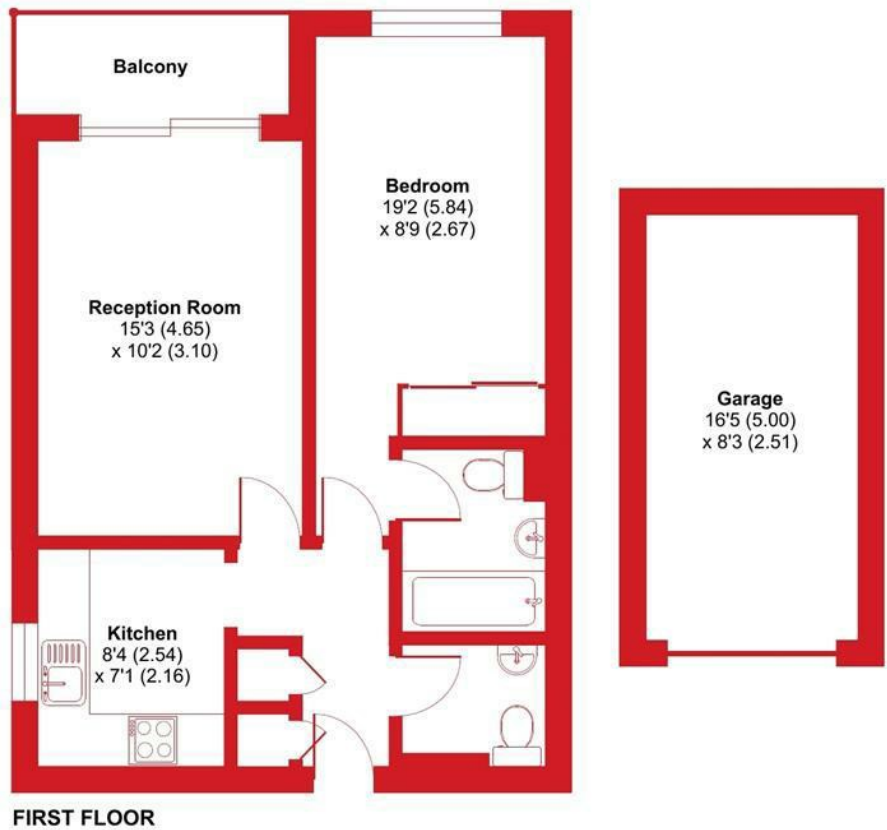 Balcony
Bedroom
19'2 (5.84)
x 8'9 (2.67)
Reception Room
15'3 (4.65)
x 10'2 (3.10)
Garage
16'5 (5.00)
x 8'3 (2.51)
Kitchen
8'4 (2.54)
x 7'1 (2.16)
FIRST FLOOR